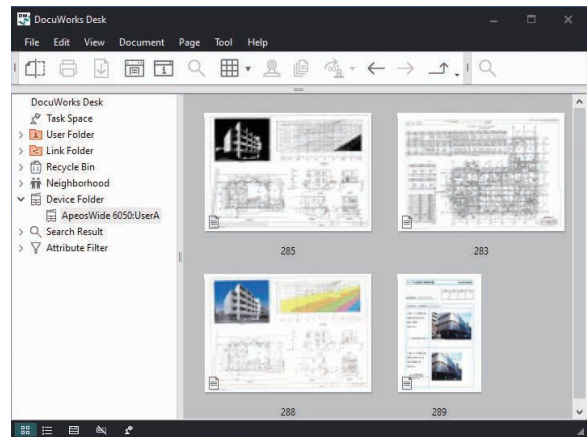 DocuWorks Desk
File Edit View Document Page Tool Help
DocuWorks Desk
Task Space
User Folder
Link Folder
Recycle Bin
Neighborhood
Device Folder
ApeosWide 6050:UserA
Search Result
Attribute Filter
285
283
288
289